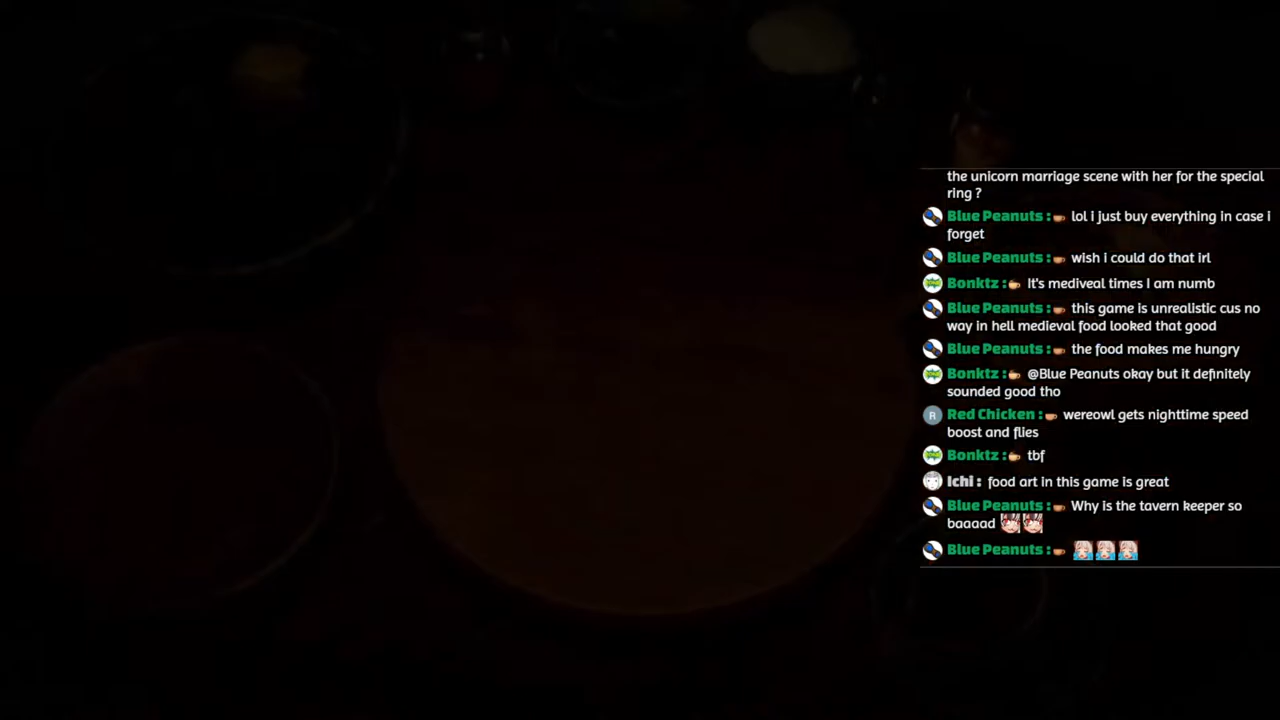 the unicorn marriage scene with her for the special
ring ?
Blue Peanuts : lol i just buy everything in case i
forget
Blue Peanuts : wish i could do that irl
Bonktz : It's mediveal times I am numb
Blue Peanuts : this game is unrealistic cus no
way in hell medieval food looked that good
Blue Peanuts : the food makes me hungry
Bonktz : @Blue Peanuts okay but it definitely
sounded good tho
R Red Chicken : wereowl gets nighttime speed
boost and flies
Bonktz : tbf
Ichi : food art in this game is great
Blue Peanuts : Why is the tavern keeper so
baaaad
Blue Peanuts :